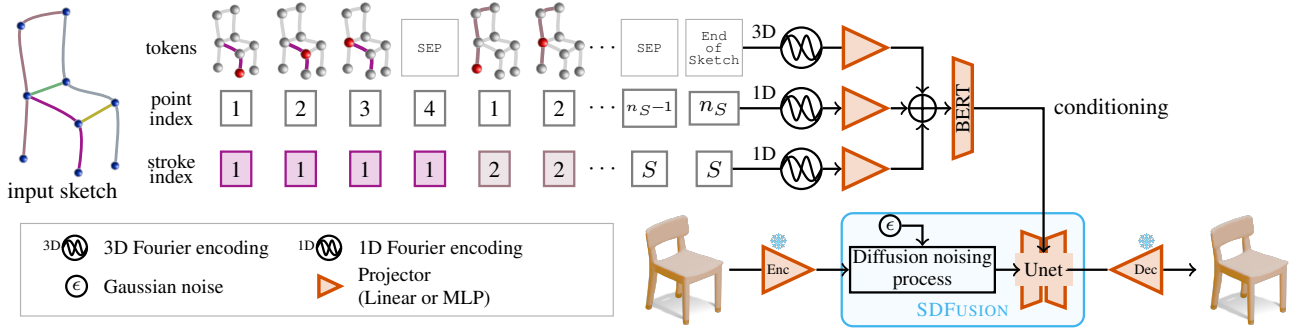 tokens
SEP
· · ·
SEP
End
of
Sketch
3D
point
index
1
2
3
4
1
2
· · ·
n_S−1
n_S
1D
BERT
conditioning
stroke
index
1
1
1
1
2
2
· · ·
S
S
1D
input sketch
3D
3D Fourier encoding
1D
1D Fourier encoding
ϵ
Gaussian noise
Projector
(Linear or MLP)
Enc
ϵ
Diffusion noising
process
Unet
SDFUSION
Dec